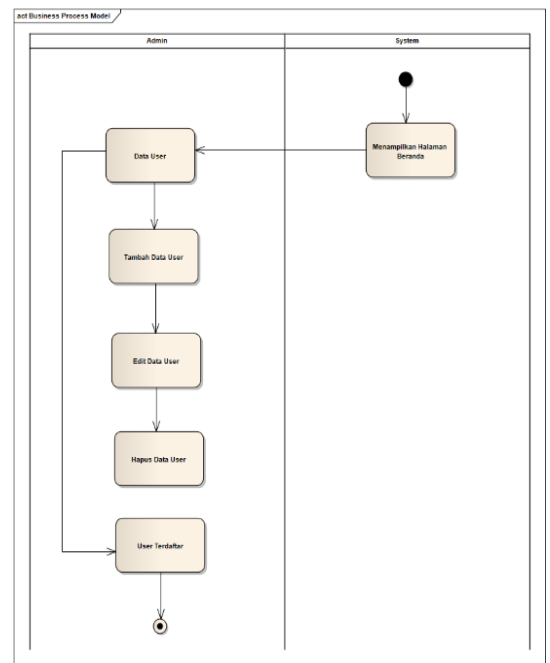 act Business Process Model
Admin
System
Menampilkan Halaman
Beranda
Data User
Tambah Data User
Edit Data User
Hapus Data User
User Terdaftar